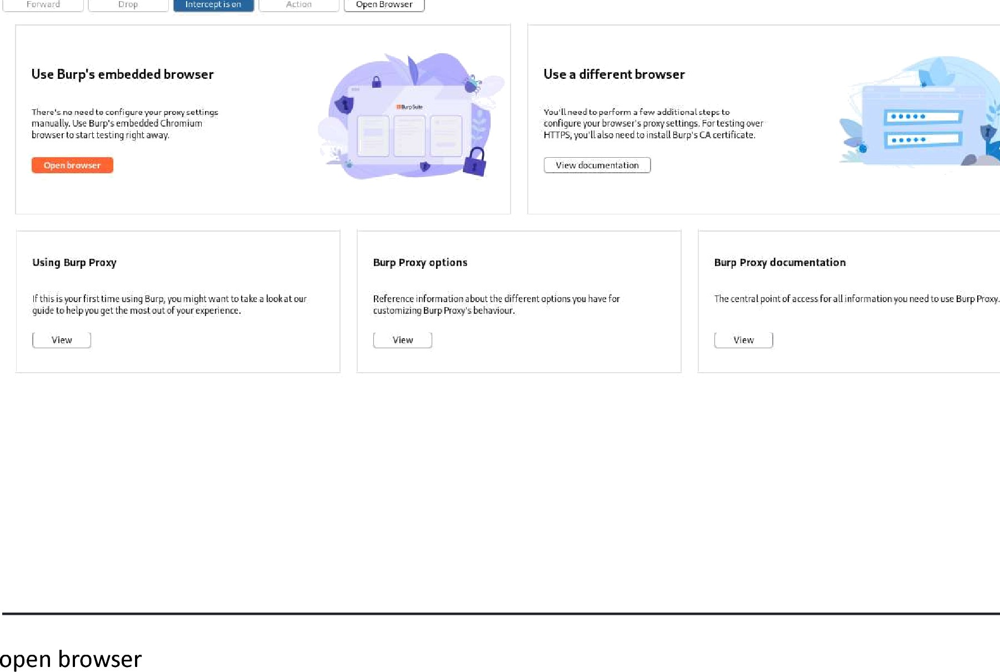 Forward Drop Intercept is on Action Open Browser
Use Burp's embedded browser
There's no need to configure your proxy settings
manually. Use Burp's embedded Chromium
browser to start testing right away.
Open browser
BurpSuite
Use a different browser
You'll need to perform a few additional steps to
configure your browser's proxy settings. For testing over
HTTPS, you'll also need to install Burp's CA certificate.
View documentation
Using Burp Proxy
If this is your first time using Burp, you might want to take a look at our
guide to help you get the most out of your experience.
View
Burp Proxy options
Reference information about the different options you have for
customizing Burp Proxy's behaviour.
View
Burp Proxy documentation
The central point of access for all information you need to use Burp Proxy.
View
open browser